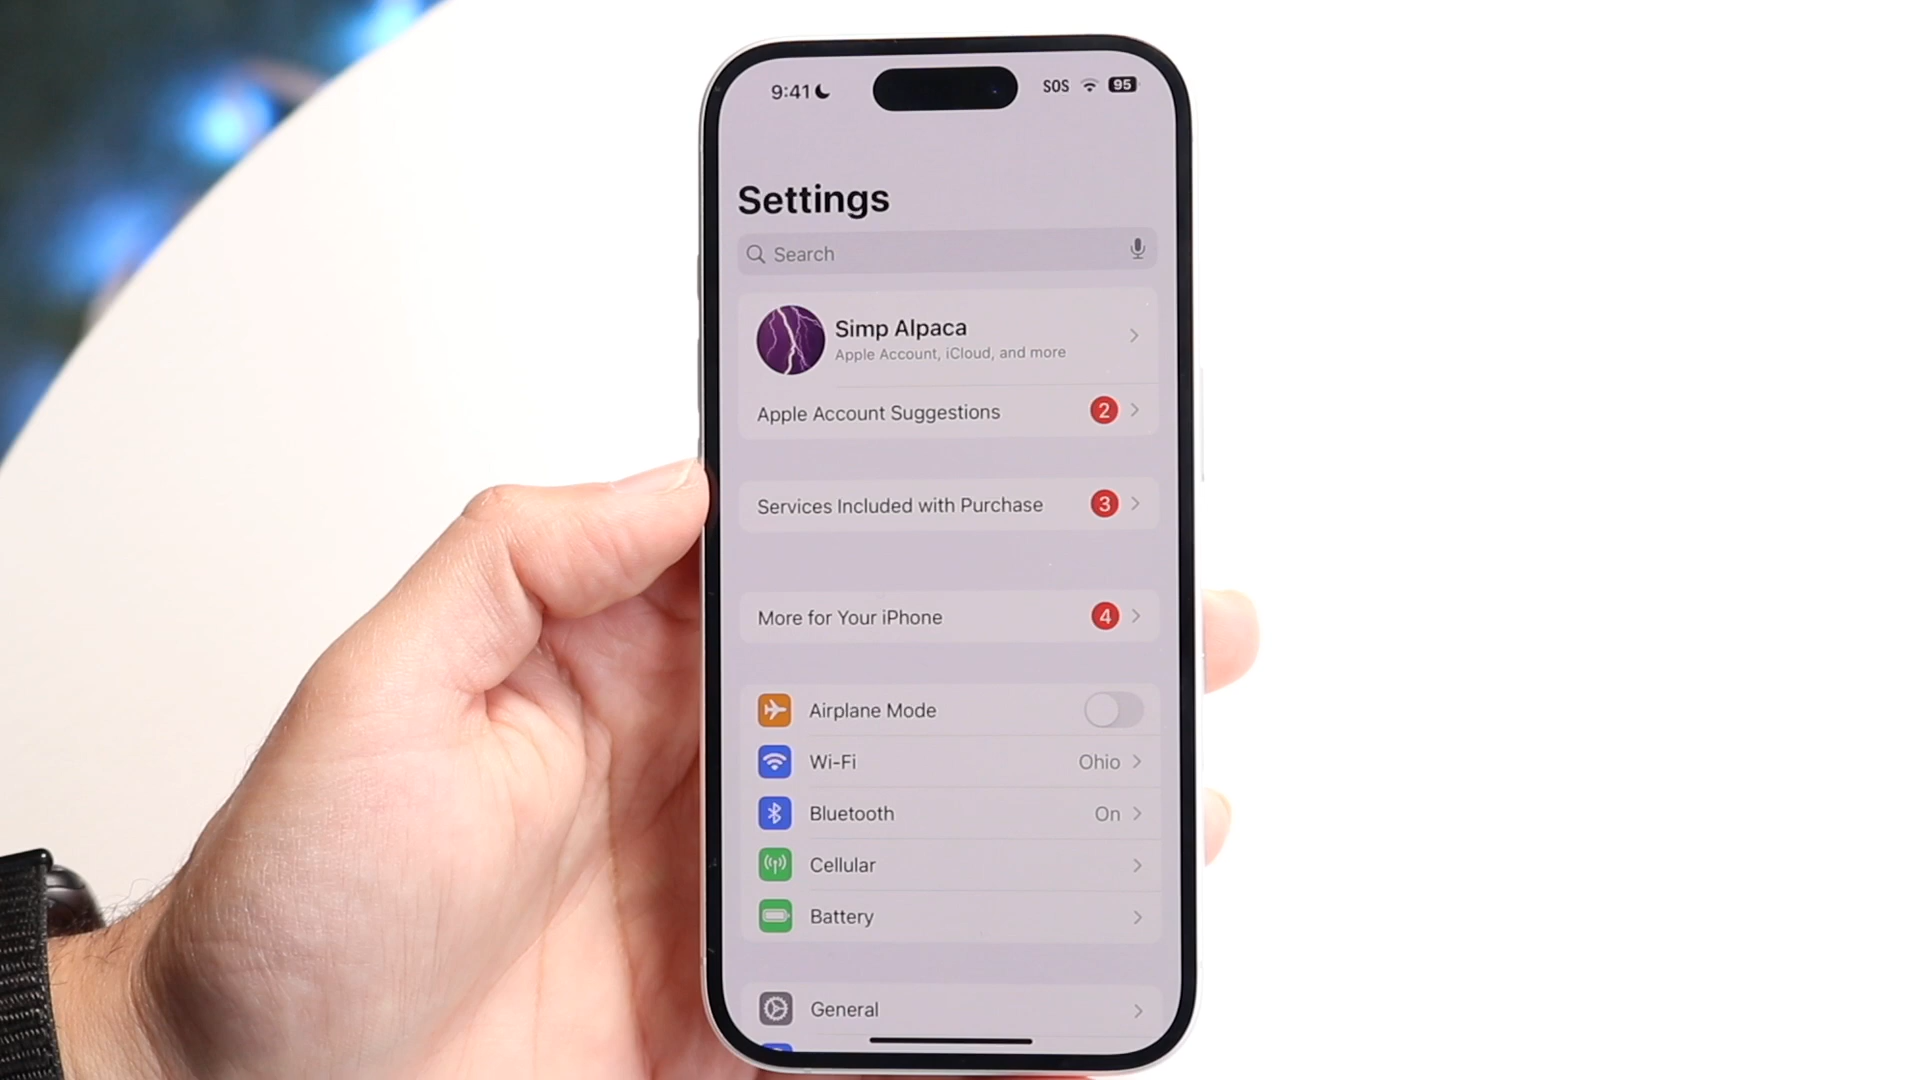 9:41
SOS
95
Settings
Search
Simp Alpaca
Apple Account, iCloud, and more
Apple Account Suggestions 2
Services Included with Purchase 3
More for Your iPhone 4
Airplane Mode
Wi-Fi Ohio
Bluetooth On
Cellular
Battery
General